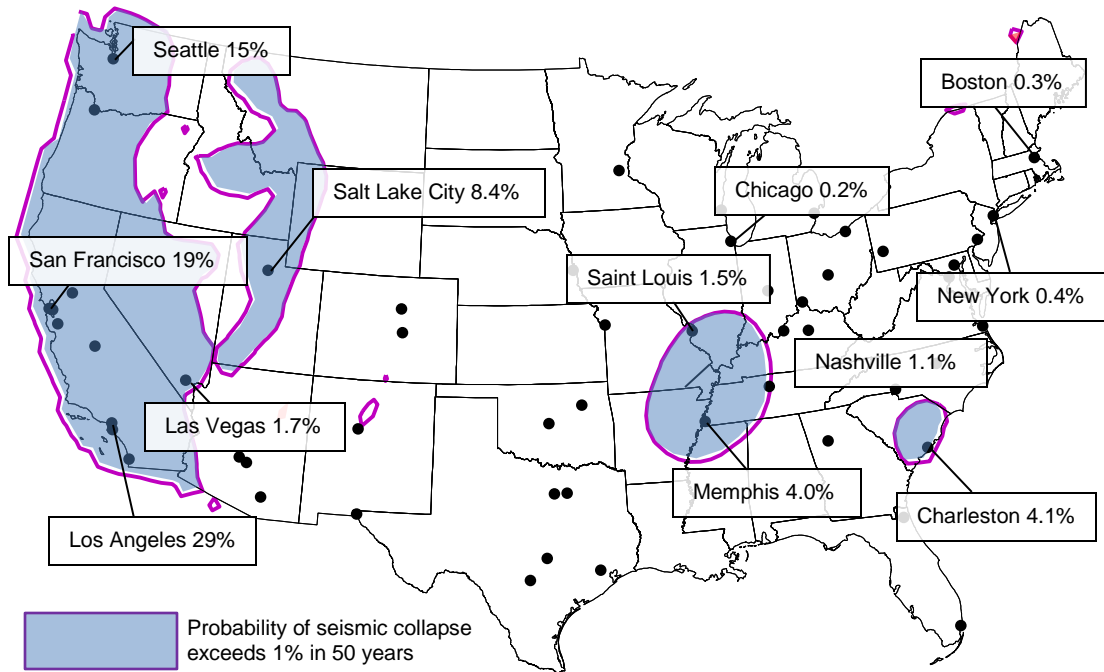 Seattle 15%
Boston 0.3%
Chicago 0.2%
Salt Lake City 8.4%
San Francisco 19%
Saint Louis 1.5%
New York 0.4%
Nashville 1.1%
Las Vegas 1.7%
Memphis 4.0%
Charleston 4.1%
Los Angeles 29%
Probability of seismic collapse
exceeds 1% in 50 years